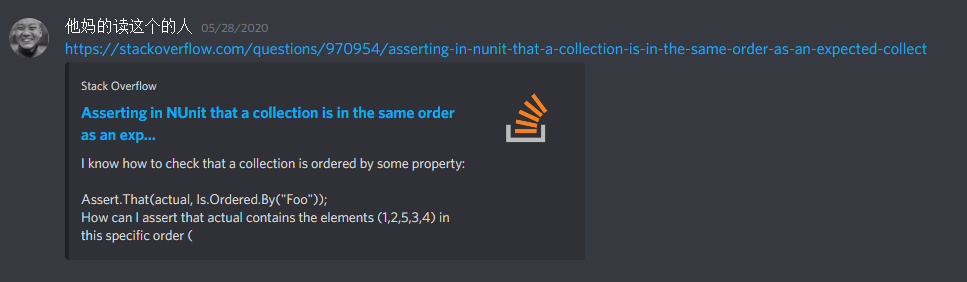 他妈的读这个的人 05/28/2020
https://stackoverflow.com/questions/970954/asserting-in-nunit-that-a-collection-is-in-the-same-order-as-an-expected-collect
Stack Overflow
Asserting in NUnit that a collection is in the same order
as an exp...
I know how to check that a collection is ordered by some property:
Assert.That(actual, Is.Ordered.By("Foo"));
How can I assert that actual contains the elements (1,2,5,3,4) in
this specific order (